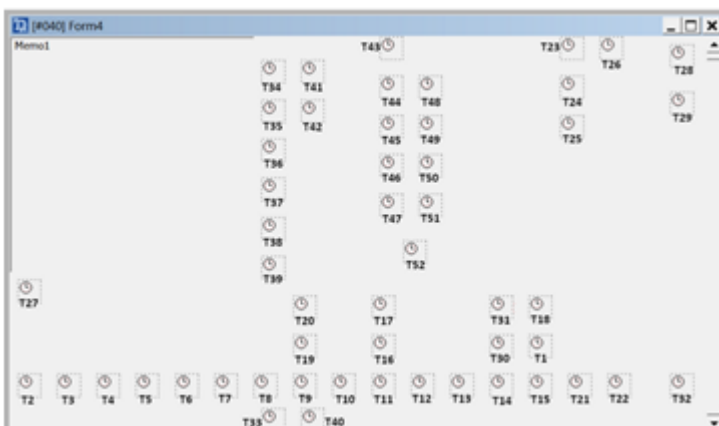 [#040] Form4
Memo1
T43 T23 T26 T28
T34 T41 T44 T48 T24 T29
T35 T42 T45 T49 T25
T36 T46 T50
T37 T47 T51
T38 T52
T39
T27
T20 T17 T31 T18
T19 T16 T30 T1
T2 T3 T4 T5 T6 T7 T8 T9 T10 T11 T12 T13 T14 T15 T21 T22 T32
T33 T40